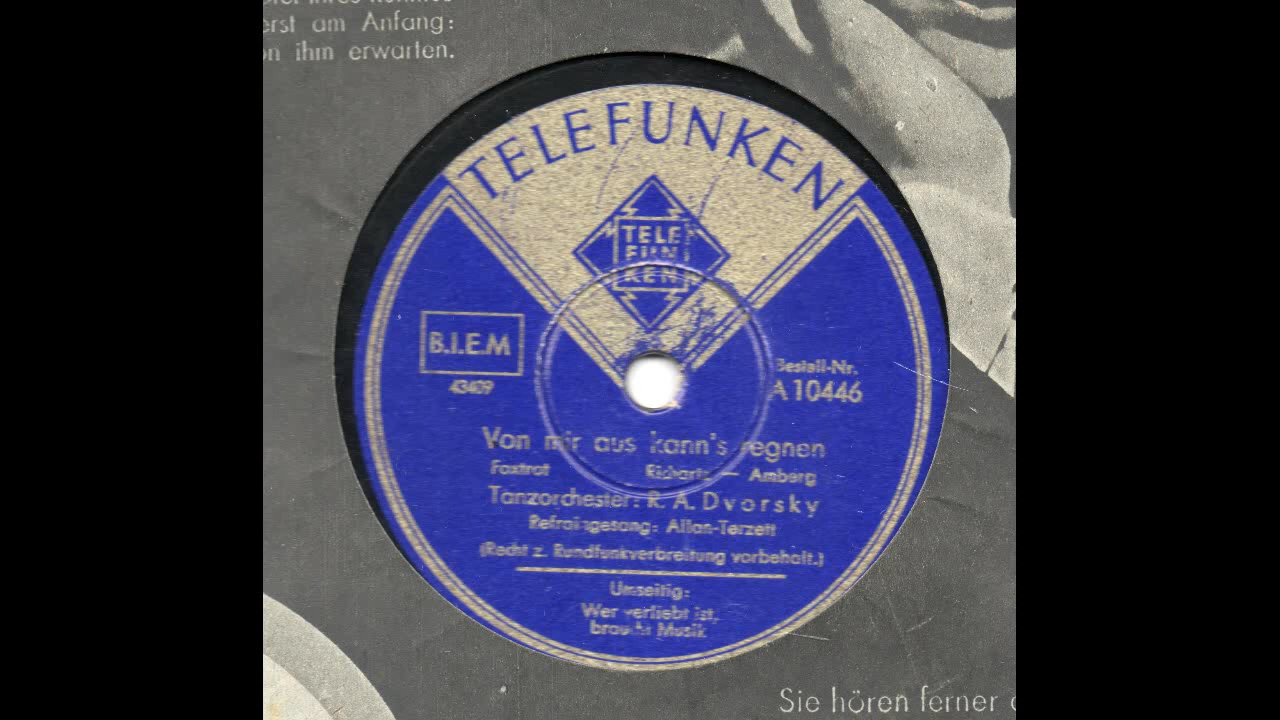 erst am Anfang:
on ihm erwarten.
TELEFUNKEN
TELE
FUN
KEN
B.I.E.M
43409
Bestell-Nr.
A 10446
Von mir aus kann's regnen
Foxtrot Richartz — Amberg
Tanzorchester: R. A. Dvorsky
Refraingesang: Allan-Terzett
(Recht z. Rundfunkverbreitung vorbehalt.)
Umseitig:
Wer verliebt ist,
braucht Musik
Sie hören ferner